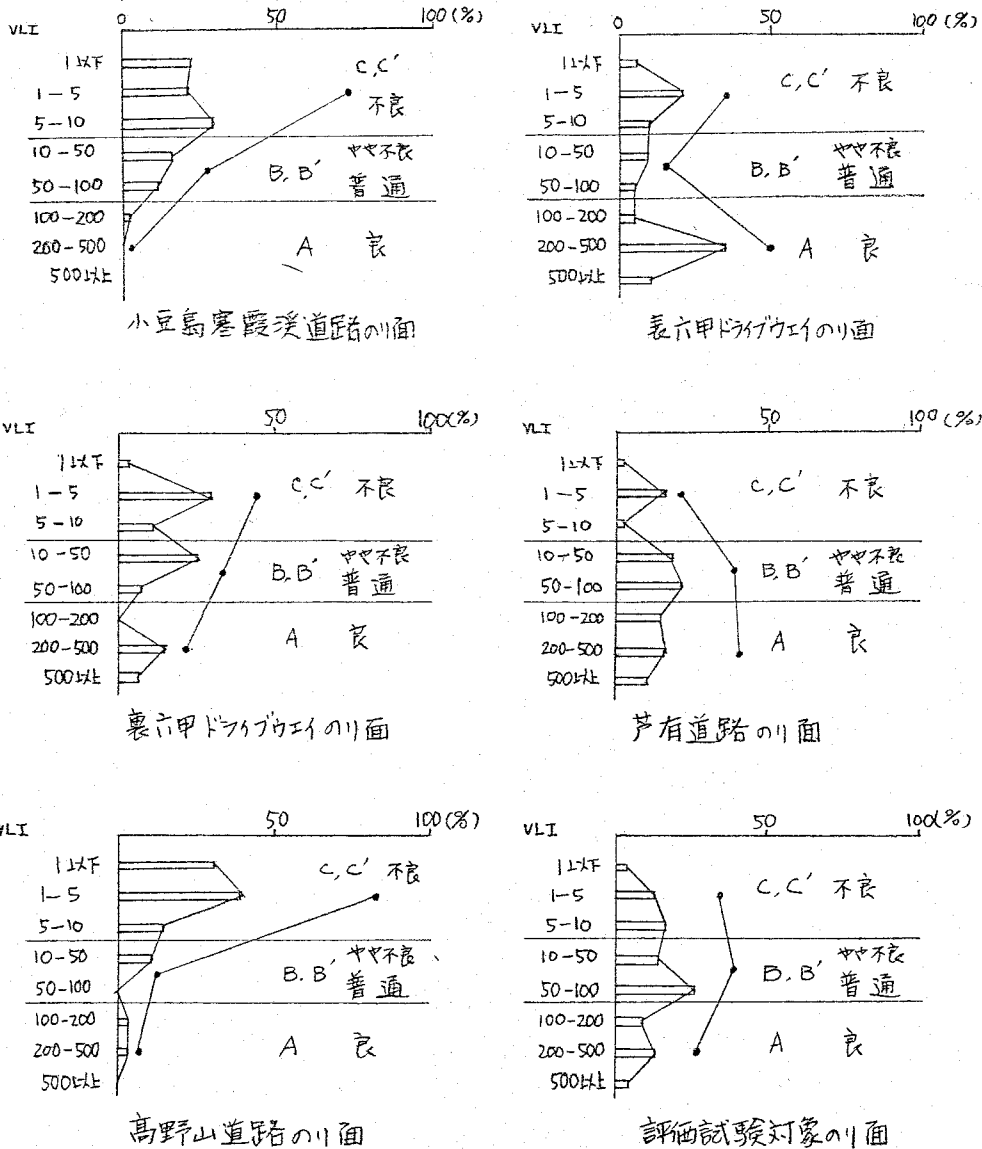 VLI 0 50 100(%)
1以下
1-5
5-10
10-50
50-100
100-200
200-500
500以上
C,C' 不良
B,B' やや不良 普通
A 良
小豆島寒霞渓道路のり面
VLI 0 50 100(%)
1以下
1-5
5-10
10-50
50-100
100-200
200-500
500以上
C,C' 不良
B,B' やや不良 普通
A 良
表六甲ドライブウェイのり面
VLI 50 100(%)
1以下
1-5
5-10
10-50
50-100
100-200
200-500
500以上
C,C' 不良
B,B' やや不良 普通
A 良
裏六甲ドライブウエイのり面
VLI 50 100(%)
1以下
1-5
5-10
10-50
50-100
100-200
200-500
500以上
C,C' 不良
B,B' やや不良 普通
A 良
芦有道路のり面
VLI 50 100(%)
1以下
1-5
5-10
10-50
50-100
100-200
200-500
500以上
C,C' 不良
B.B' やや不良 普通
A 良
高野山道路のり面
VLI 50 100(%)
1以下
1-5
5-10
10-50
50-100
100-200
200-500
500以上
C,C' 不良
B,B' やや不良 普通
A 良
評価試験対象のり面